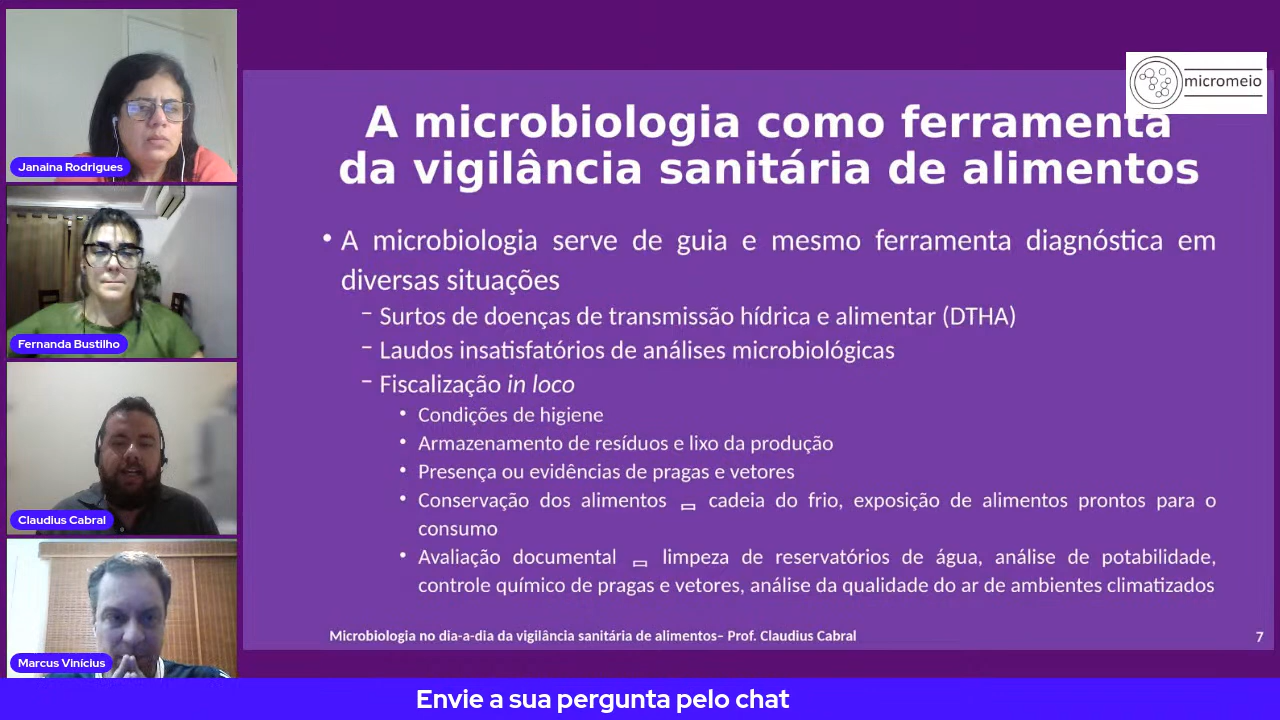 Janaina Rodrigues
Fernanda Bustilho
Claudius Cabral
Marcus Vinícius
micromeio
A microbiologia como ferramenta
da vigilância sanitária de alimentos
• A microbiologia serve de guia e mesmo ferramenta diagnóstica em
diversas situações
– Surtos de doenças de transmissão hídrica e alimentar (DTHA)
– Laudos insatisfatórios de análises microbiológicas
– Fiscalização in loco
• Condições de higiene
• Armazenamento de resíduos e lixo da produção
• Presença ou evidências de pragas e vetores
• Conservação dos alimentos cadeia do frio, exposição de alimentos prontos para o
consumo
• Avaliação documental limpeza de reservatórios de água, análise de potabilidade,
controle químico de pragas e vetores, análise da qualidade do ar de ambientes climatizados
Microbiologia no dia-a-dia da vigilância sanitária de alimentos– Prof. Claudius Cabral
7
Envie a sua pergunta pelo chat